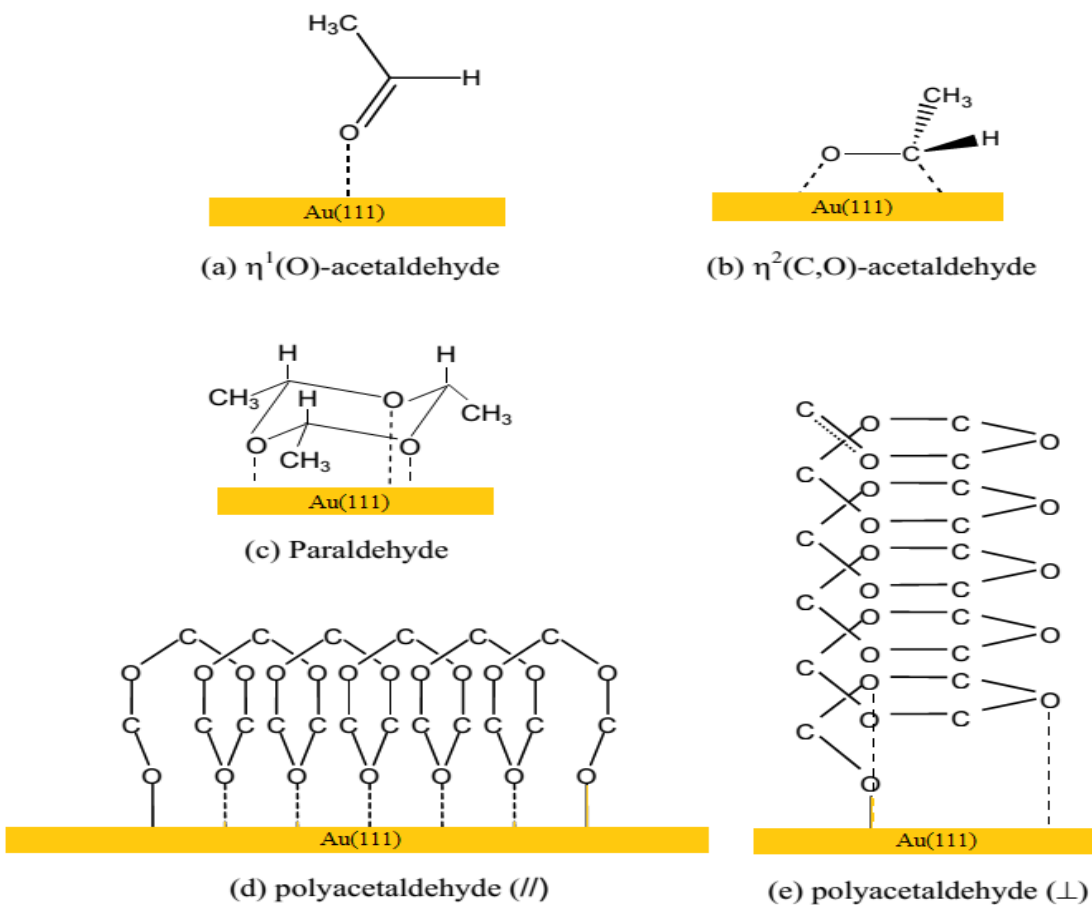 H₃C
H
O
Au(111)
(a) η¹(O)-acetaldehyde
CH₃
H
O C
Au(111)
(b) η²(C,O)-acetaldehyde
H H
CH₃ H O
CH₃
O O
CH₃
Au(111)
(c) Paraldehyde
C C C C C C
O O O O O O O O O O O O
C C C C C C C C C C C C
O O O O O O O
Au(111)
(d) polyacetaldehyde (//)
C
O C
O
O C
C
O C
O
O C
C
O C
O
O C
C
O C
O
O C
C
O C
O
O C
C
O
Au(111)
(e) polyacetaldehyde (⊥)